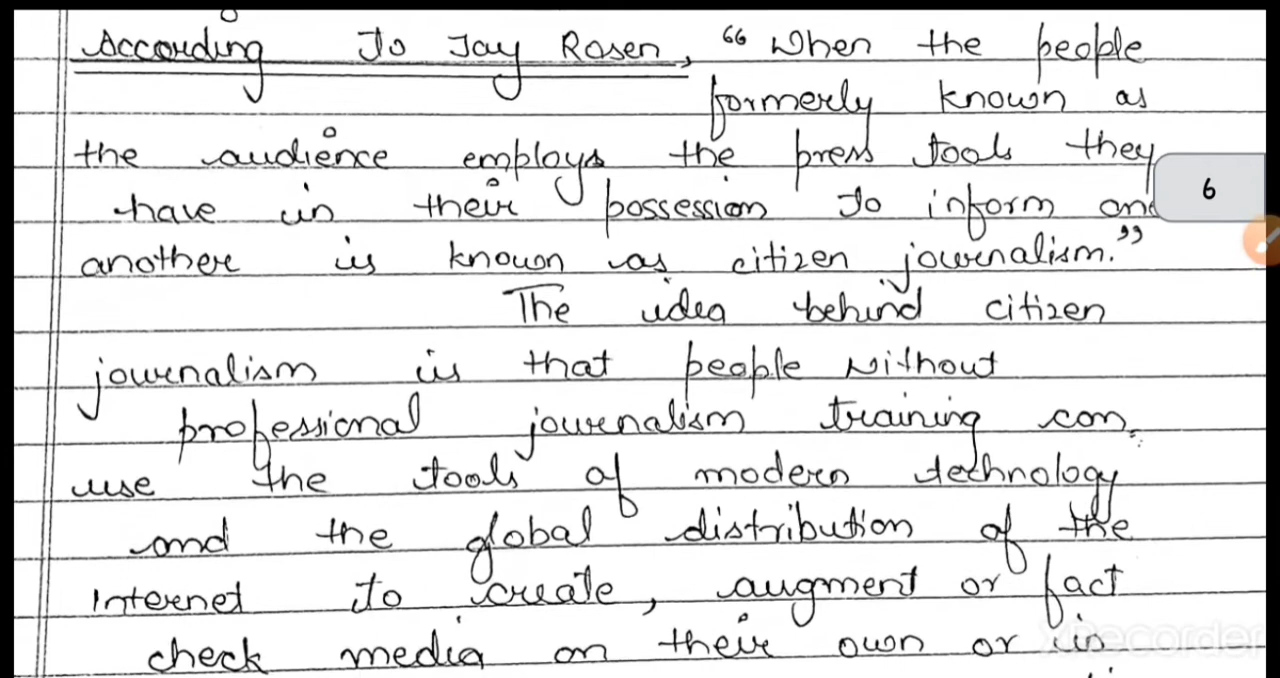 According To Jay Rosen, “When the people
formerly known as
the audience employs the press tools they
have in their possession to inform one
another is known as citizen journalism.”
The idea behind citizen
journalism is that people without
professional journalism training can
use the tools of modern technology
and the global distribution of the
Internet to create, augment or fact
check media on their own or in
6
XRecorder